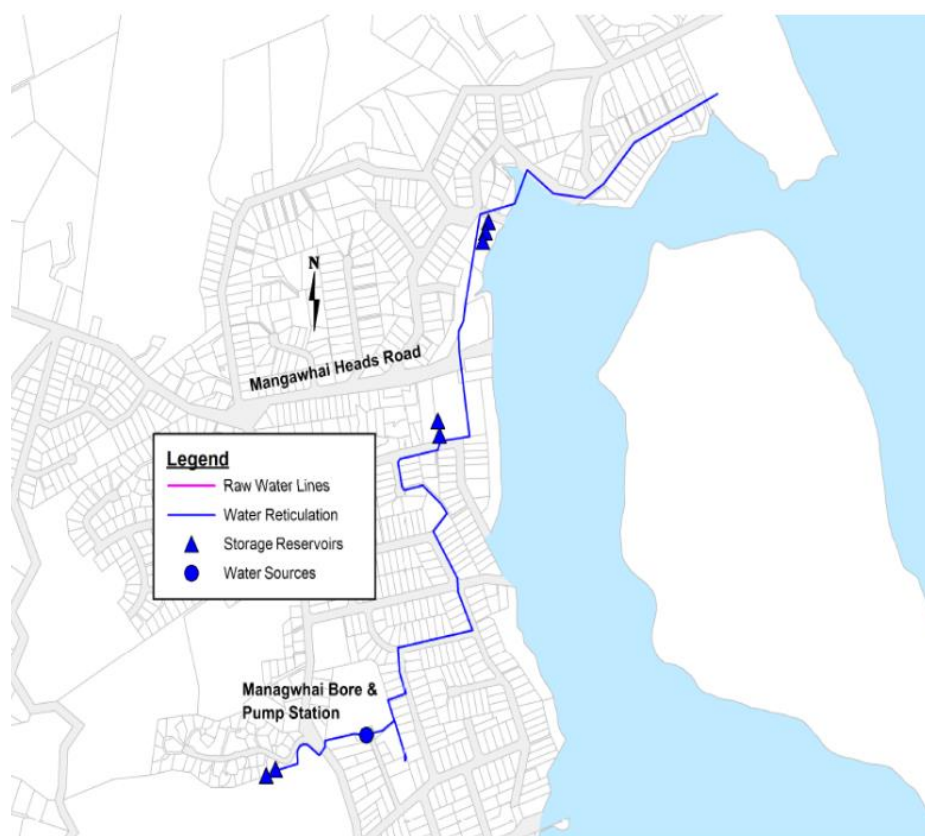 N
Mangawhai Heads Road
Legend
Raw Water Lines
Water Reticulation
Storage Reservoirs
Water Sources
Managwhai Bore &
Pump Station